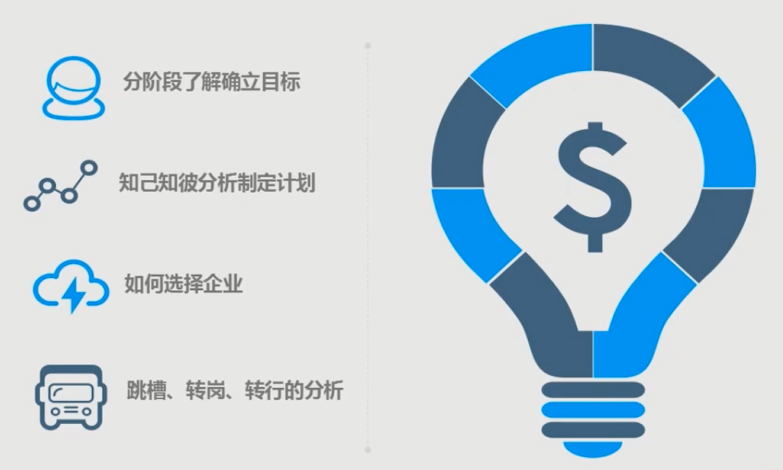 分阶段了解确立目标
知己知彼分析制定计划
如何选择企业
跳槽、转岗、转行的分析
$